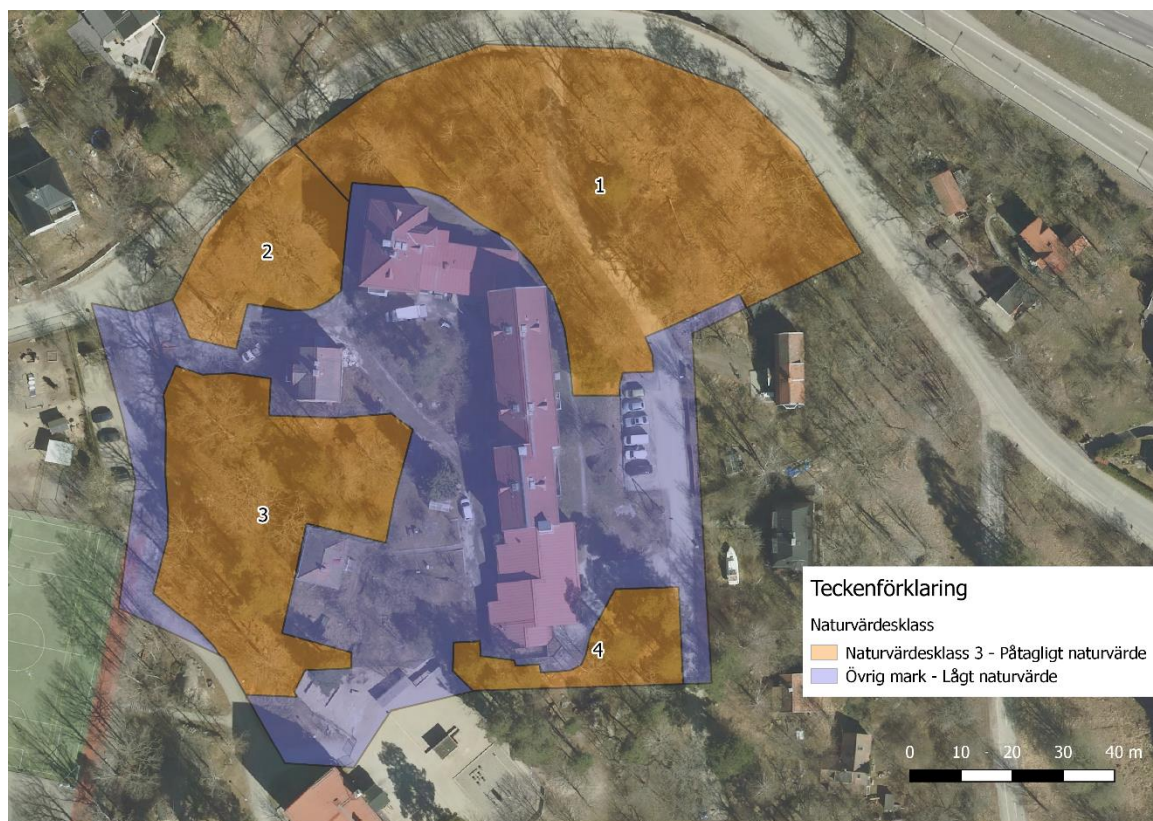 1
2
3
4
Teckenförklaring
Naturvärdesklass
Naturvärdesklass 3 - Påtagligt naturvärde
Övrig mark - Lågt naturvärde
0 10 20 30 40 m